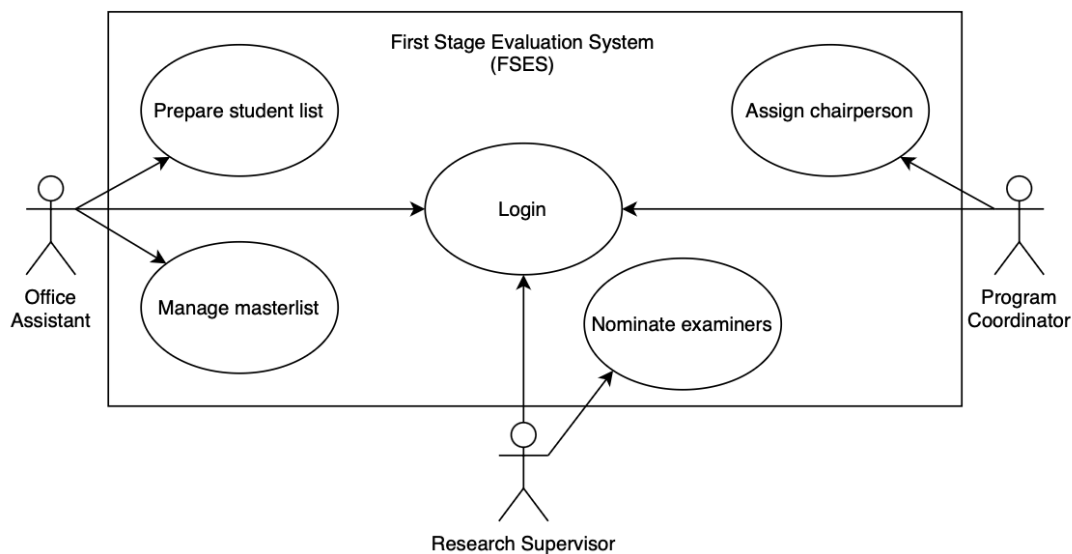 First Stage Evaluation System
(FSES)
Prepare student list
Assign chairperson
Login
Manage masterlist
Nominate examiners
Office
Assistant
Program
Coordinator
Research Supervisor